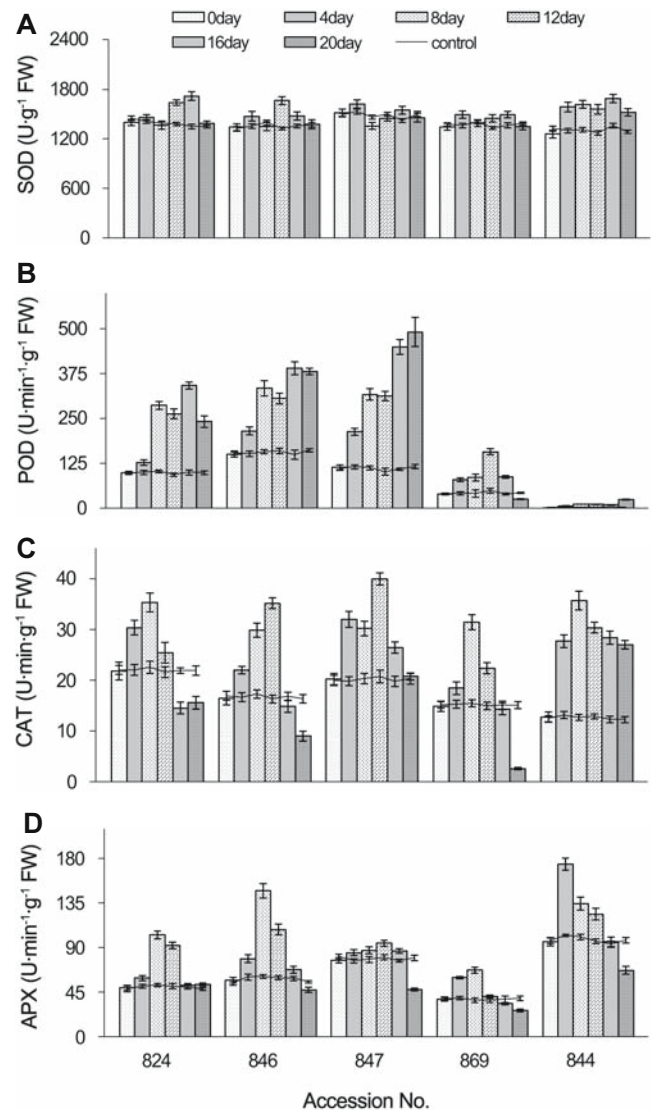 A
0day 4day 8day 12day
16day 20day control
SOD (U·g⁻¹ FW)
2400
1800
1200
600
0
B
POD (U·min⁻¹·g⁻¹ FW)
500
375
250
125
0
C
CAT (U·min·g⁻¹ FW)
40
30
20
10
0
D
APX (U·min⁻¹·g⁻¹ FW)
180
135
90
45
0
824 846 847 869 844
Accession No.